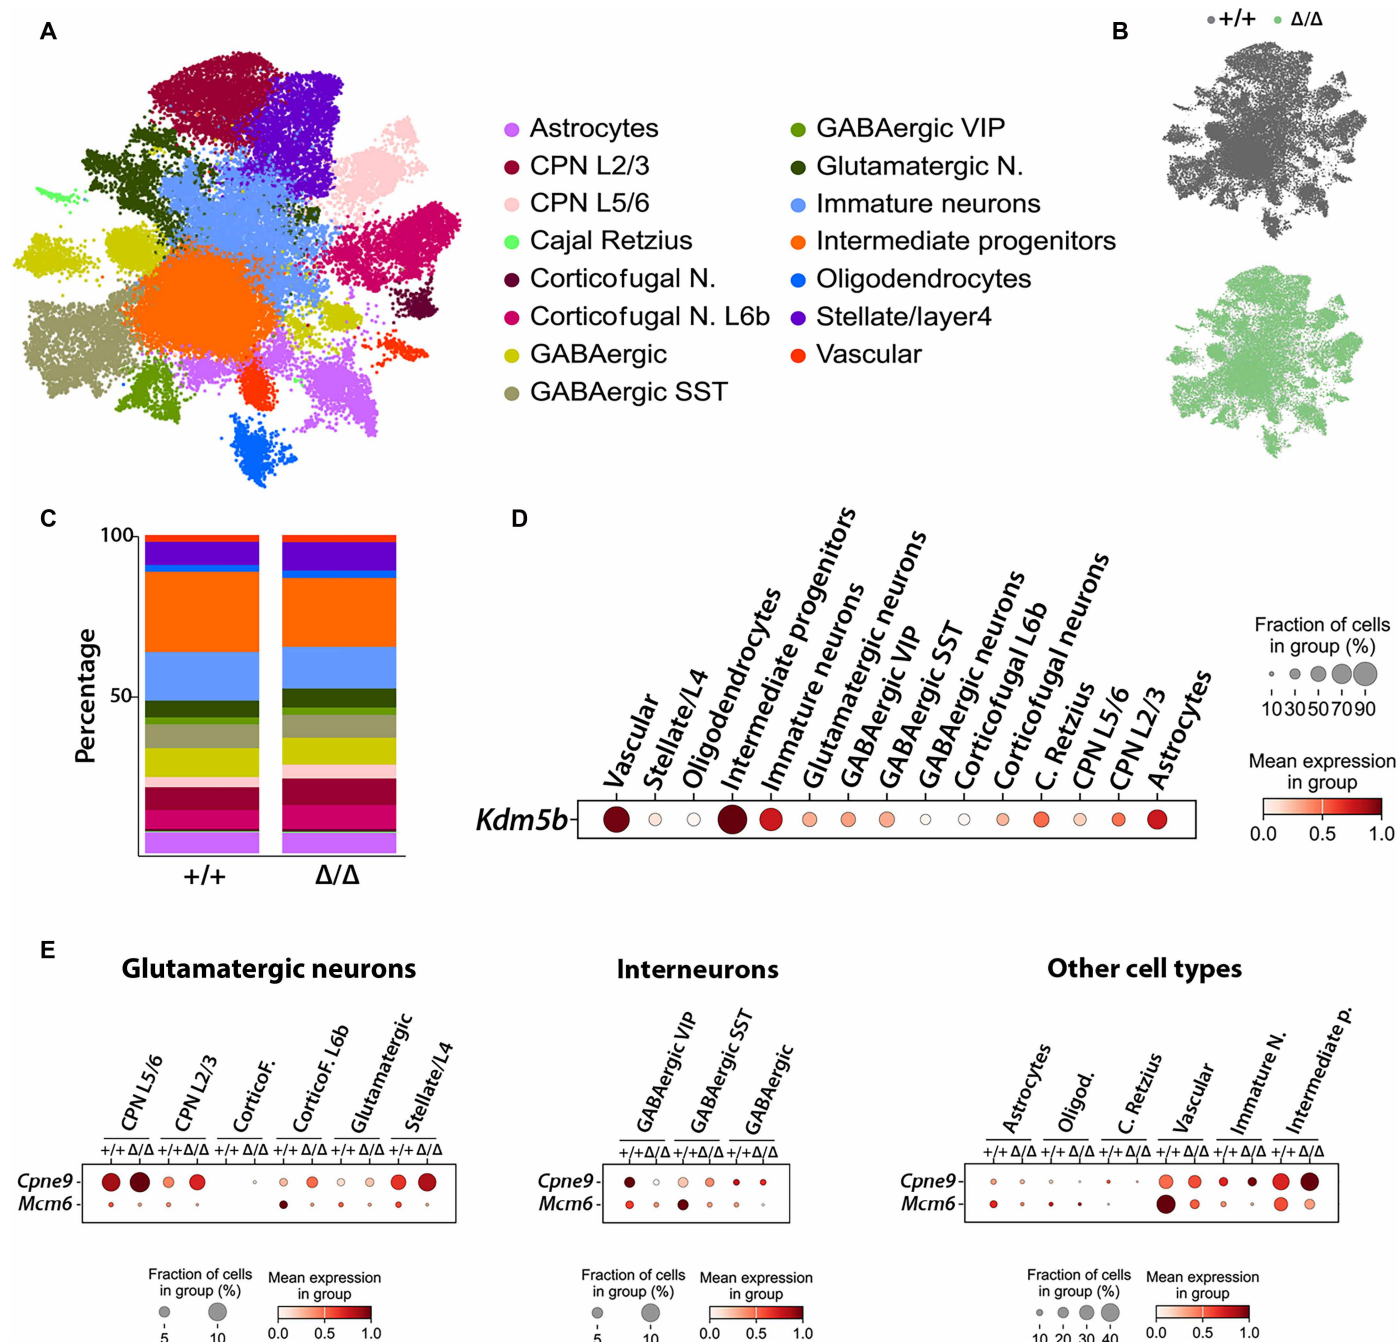 A
B
+/+ Δ/Δ
Astrocytes
CPN L2/3
CPN L5/6
Cajal Retzius
Corticofugal N.
Corticofugal N. L6b
GABAergic
GABAergic SST
GABAergic VIP
Glutamatergic N.
Immature neurons
Intermediate progenitors
Oligodendrocytes
Stellate/layer4
Vascular
C
100
50
Percentage
+/+ Δ/Δ
D
Vascular
Stellate/L4
Oligodendrocytes
Intermediate progenitors
Immature neurons
Glutamatergic neurons
GABAergic VIP
GABAergic SST
GABAergic neurons
Corticofugal L6b
Corticofugal neurons
C. Retzius
CPN L5/6
CPN L2/3
Astrocytes
Kdm5b
Fraction of cells
in group (%)
10 30 50 70 90
Mean expression
in group
0.0 0.5 1.0
E
Glutamatergic neurons
CPN L5/6
CPN L2/3
CorticoF.
CorticoF. L6b
Glutamatergic
Stellate/L4
+/+ Δ/Δ +/+ Δ/Δ +/+ Δ/Δ +/+ Δ/Δ +/+ Δ/Δ +/+ Δ/Δ
Cpne9
Mcm6
Fraction of cells
in group (%)
5 10
Mean expression
in group
0.0 0.5 1.0
Interneurons
GABAergic VIP
GABAergic SST
GABAergic
+/+ Δ/Δ +/+ Δ/Δ +/+ Δ/Δ
Cpne9
Mcm6
Fraction of cells
in group (%)
5 10
Mean expression
in group
0.0 0.5 1.0
Other cell types
Astrocytes
Oligod.
C. Retzius
Vascular
Immature N.
Intermediate p.
+/+ Δ/Δ +/+ Δ/Δ +/+ Δ/Δ +/+ Δ/Δ +/+ Δ/Δ +/+ Δ/Δ
Cpne9
Mcm6
Fraction of cells
in group (%)
10 20 30 40
Mean expression
in group
0.0 0.5 1.0